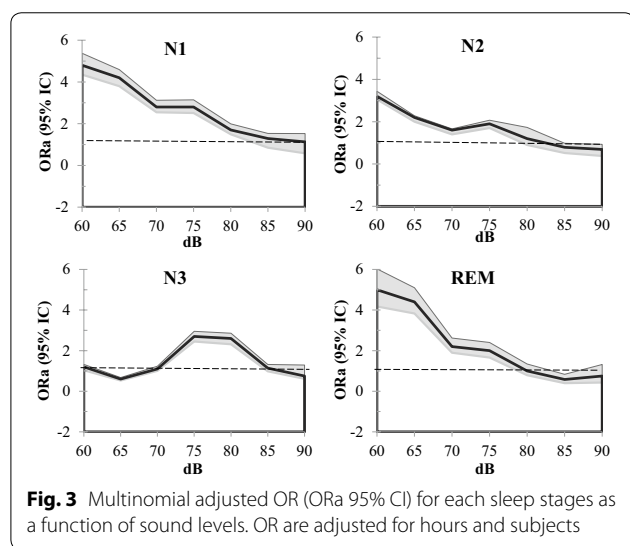 N1
ORa (95% IC)
6
4
2
0
-2
60 65 70 75 80 85 90
dB
N2
ORa (95% IC)
6
4
2
0
-2
60 65 70 75 80 85 90
dB
N3
ORa (95% IC)
6
4
2
0
-2
60 65 70 75 80 85 90
dB
REM
ORa (95% IC)
6
4
2
0
-2
60 65 70 75 80 85 90
dB
Fig. 3 Multinomial adjusted OR (ORa 95% CI) for each sleep stages as
a function of sound levels. OR are adjusted for hours and subjects